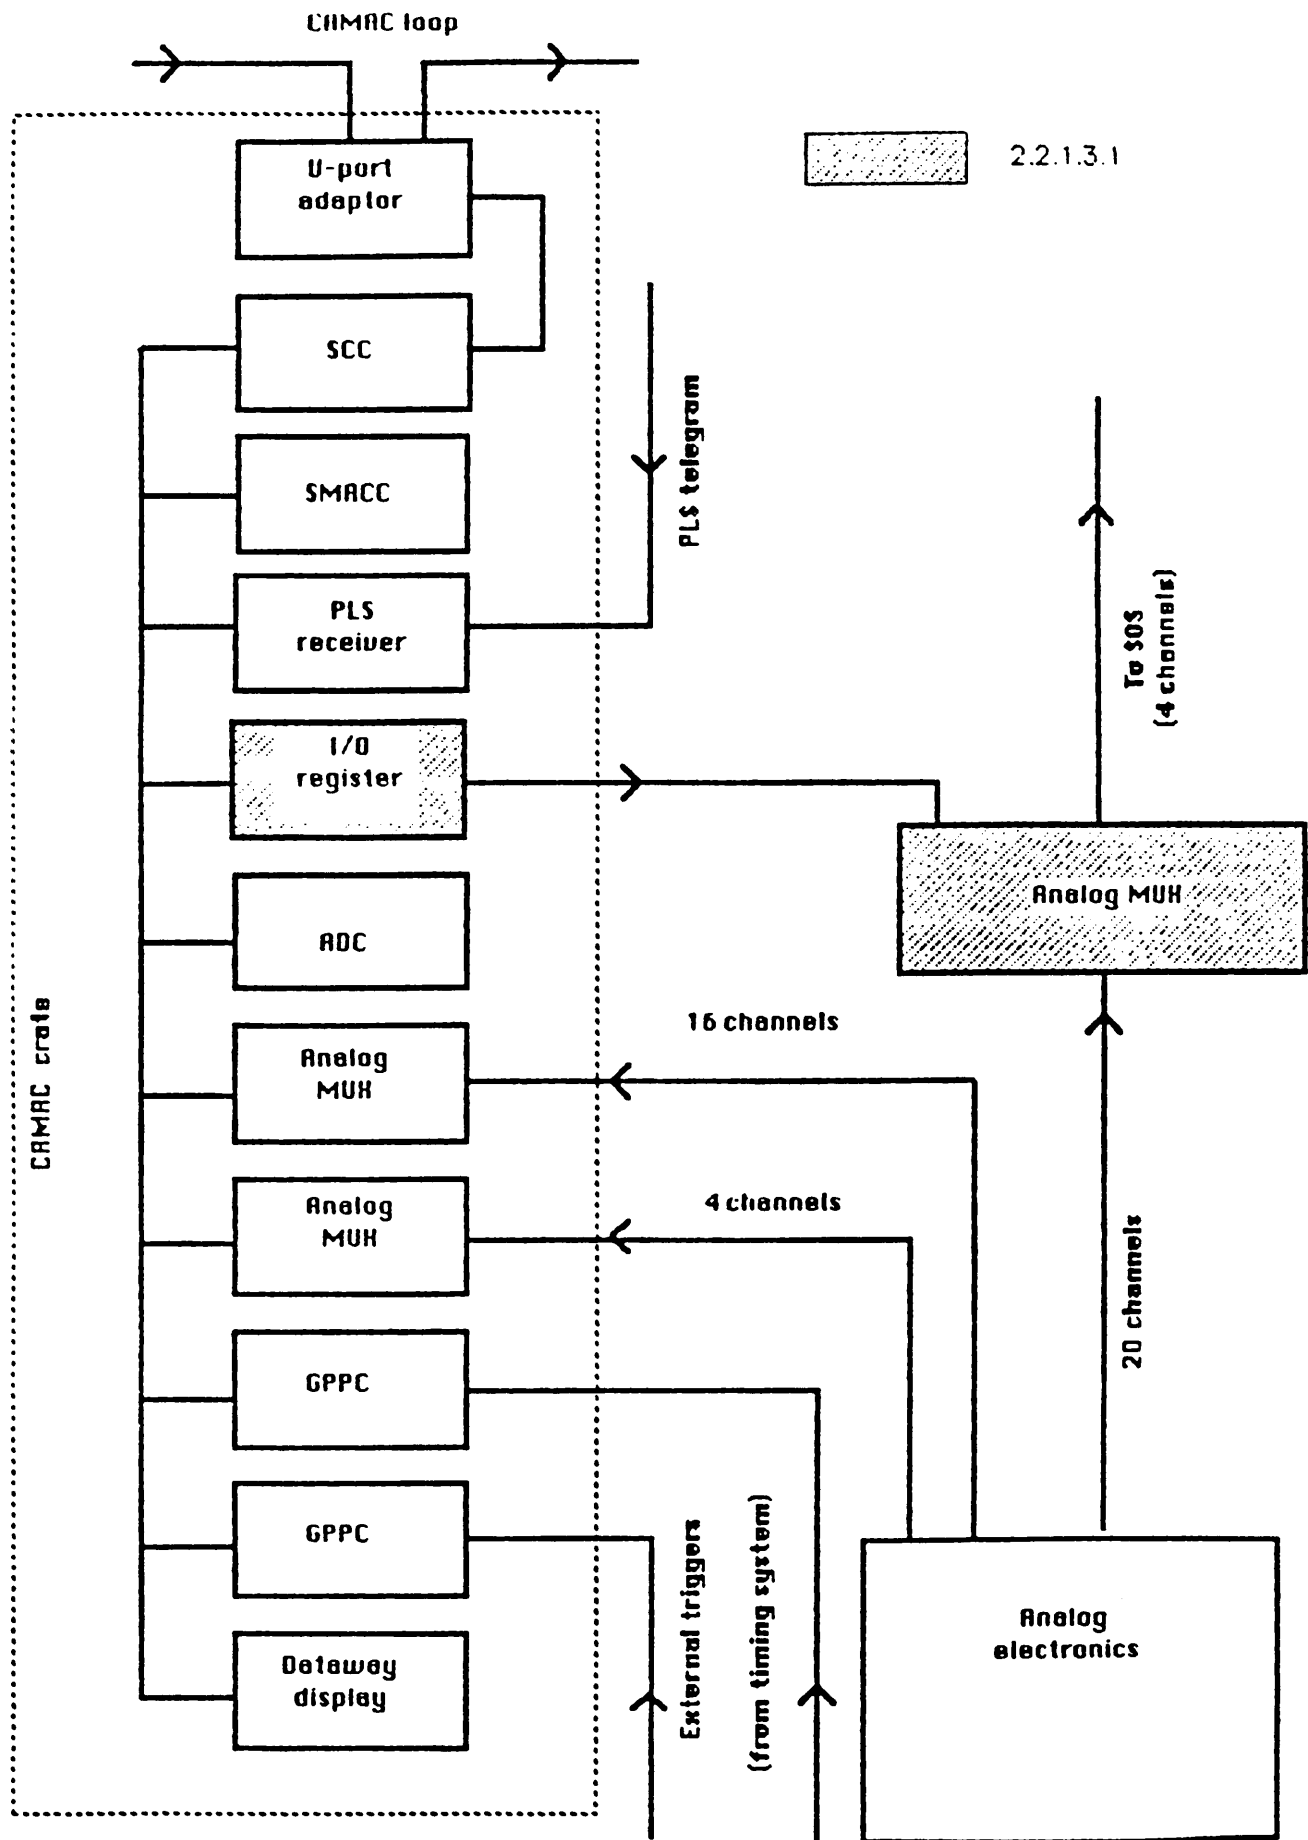 CAMAC loop
U-port
adaptor
2.2.1.3.1
SCC
SMACC
PLS
receiver
PLS telegram
I/O
register
To SOS
(4 channels)
Analog MUX
ADC
CAMAC crate
16 channels
Analog
MUX
4 channels
Analog
MUX
20 channels
GPPC
GPPC
External triggers
(from timing system)
Analog
electronics
Dataway
display